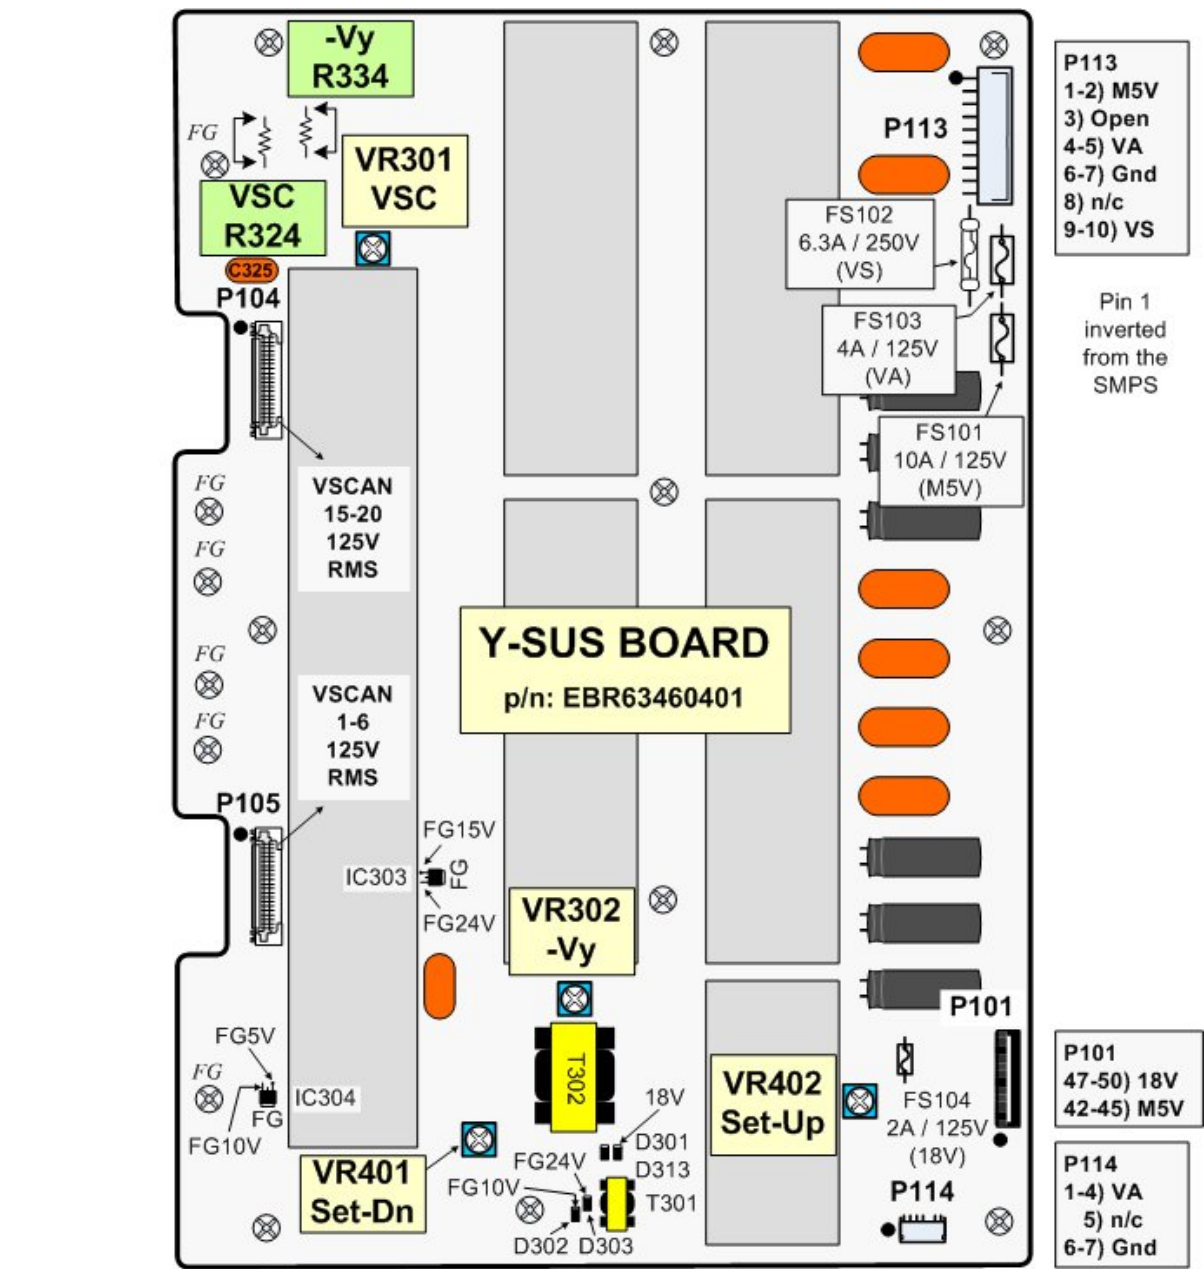 -Vy
R334
FG
VR301
VSC
VSC
R324
C325
P104
P113
P113
1-2) M5V
3) Open
4-5) VA
6-7) Gnd
8) n/c
9-10) VS
FS102
6.3A / 250V
(VS)
FS103
4A / 125V
(VA)
Pin 1
inverted
from the
SMPS
FS101
10A / 125V
(M5V)
VSCAN
15-20
125V
RMS
FG
FG
FG
FG
Y-SUS BOARD
p/n: EBR63460401
VSCAN
1-6
125V
RMS
P105
FG15V
IC303
FG
FG24V
VR302
-Vy
P101
FG5V
FG
IC304
FG
FG10V
T302
VR402
Set-Up
FS104
2A / 125V
(18V)
P101
47-50) 18V
42-45) M5V
18V
D301
D313
VR401
Set-Dn
FG24V
FG10V
T301
D302
D303
P114
P114
1-4) VA
5) n/c
6-7) Gnd